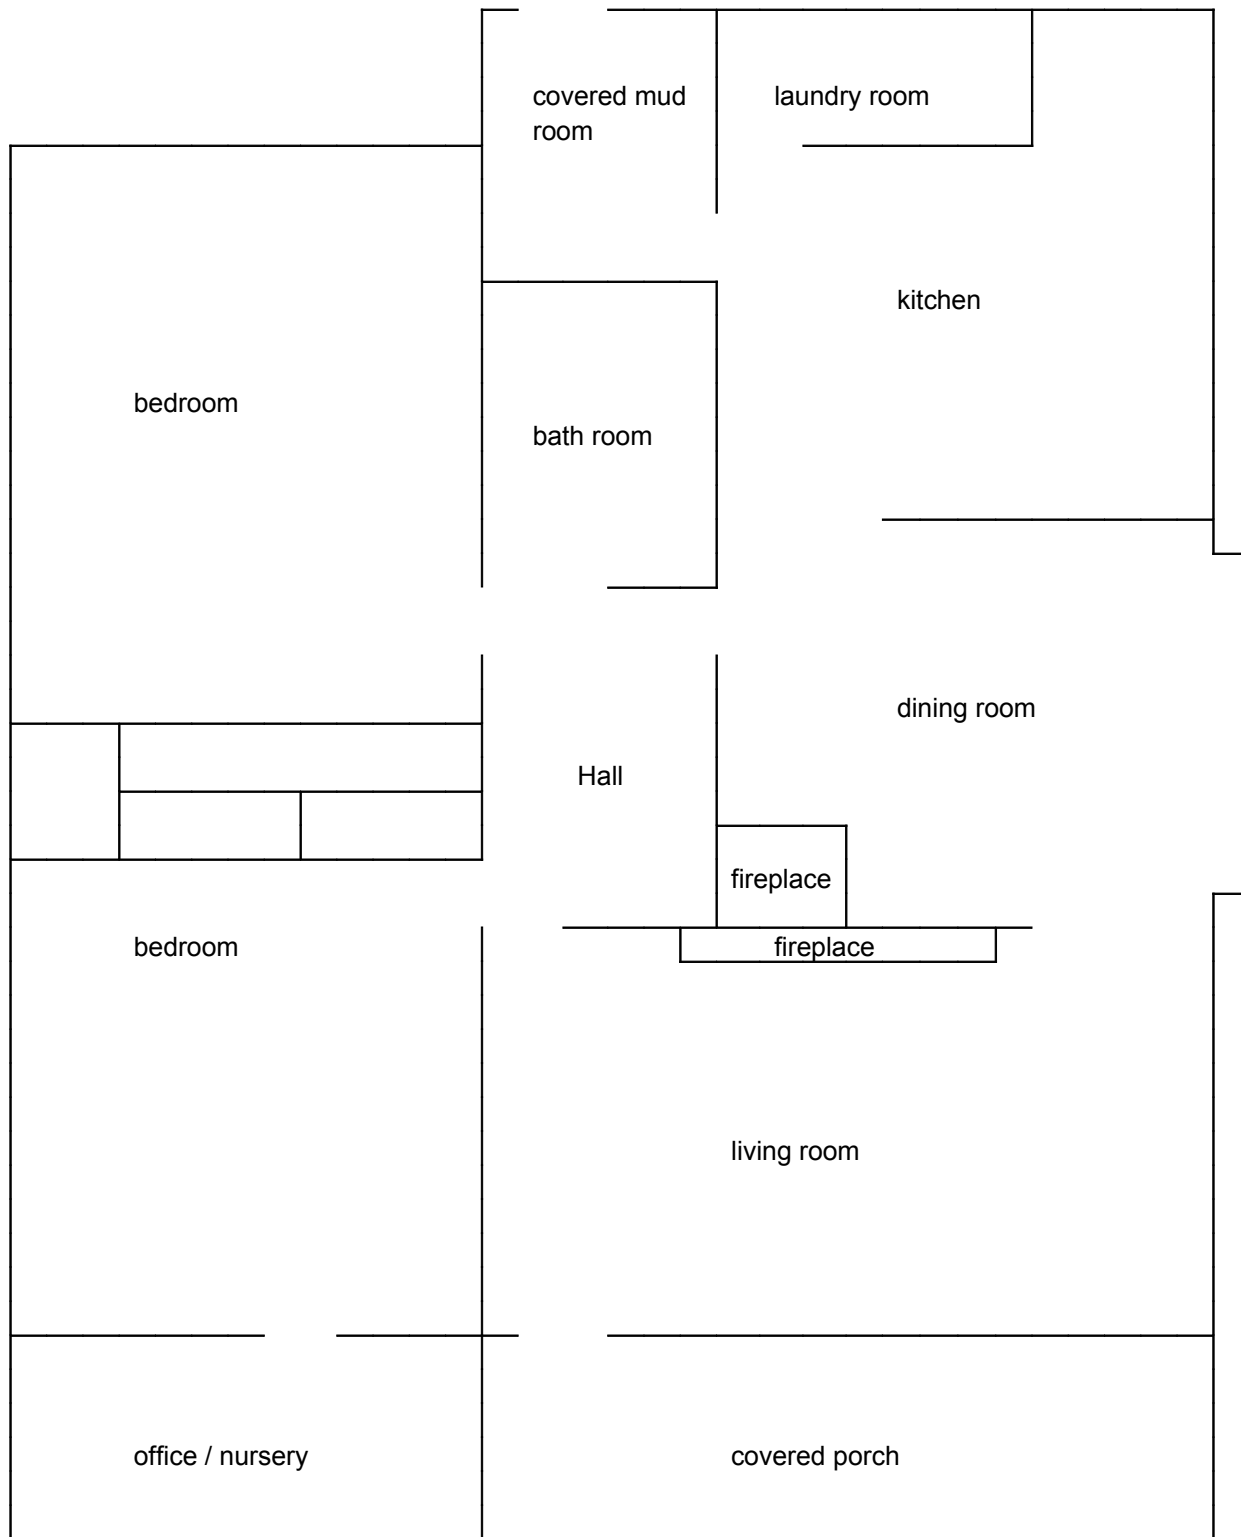 covered mud
room
laundry room
kitchen
bedroom
bath room
dining room
Hall
fireplace
bedroom
fireplace
living room
office / nursery
covered porch